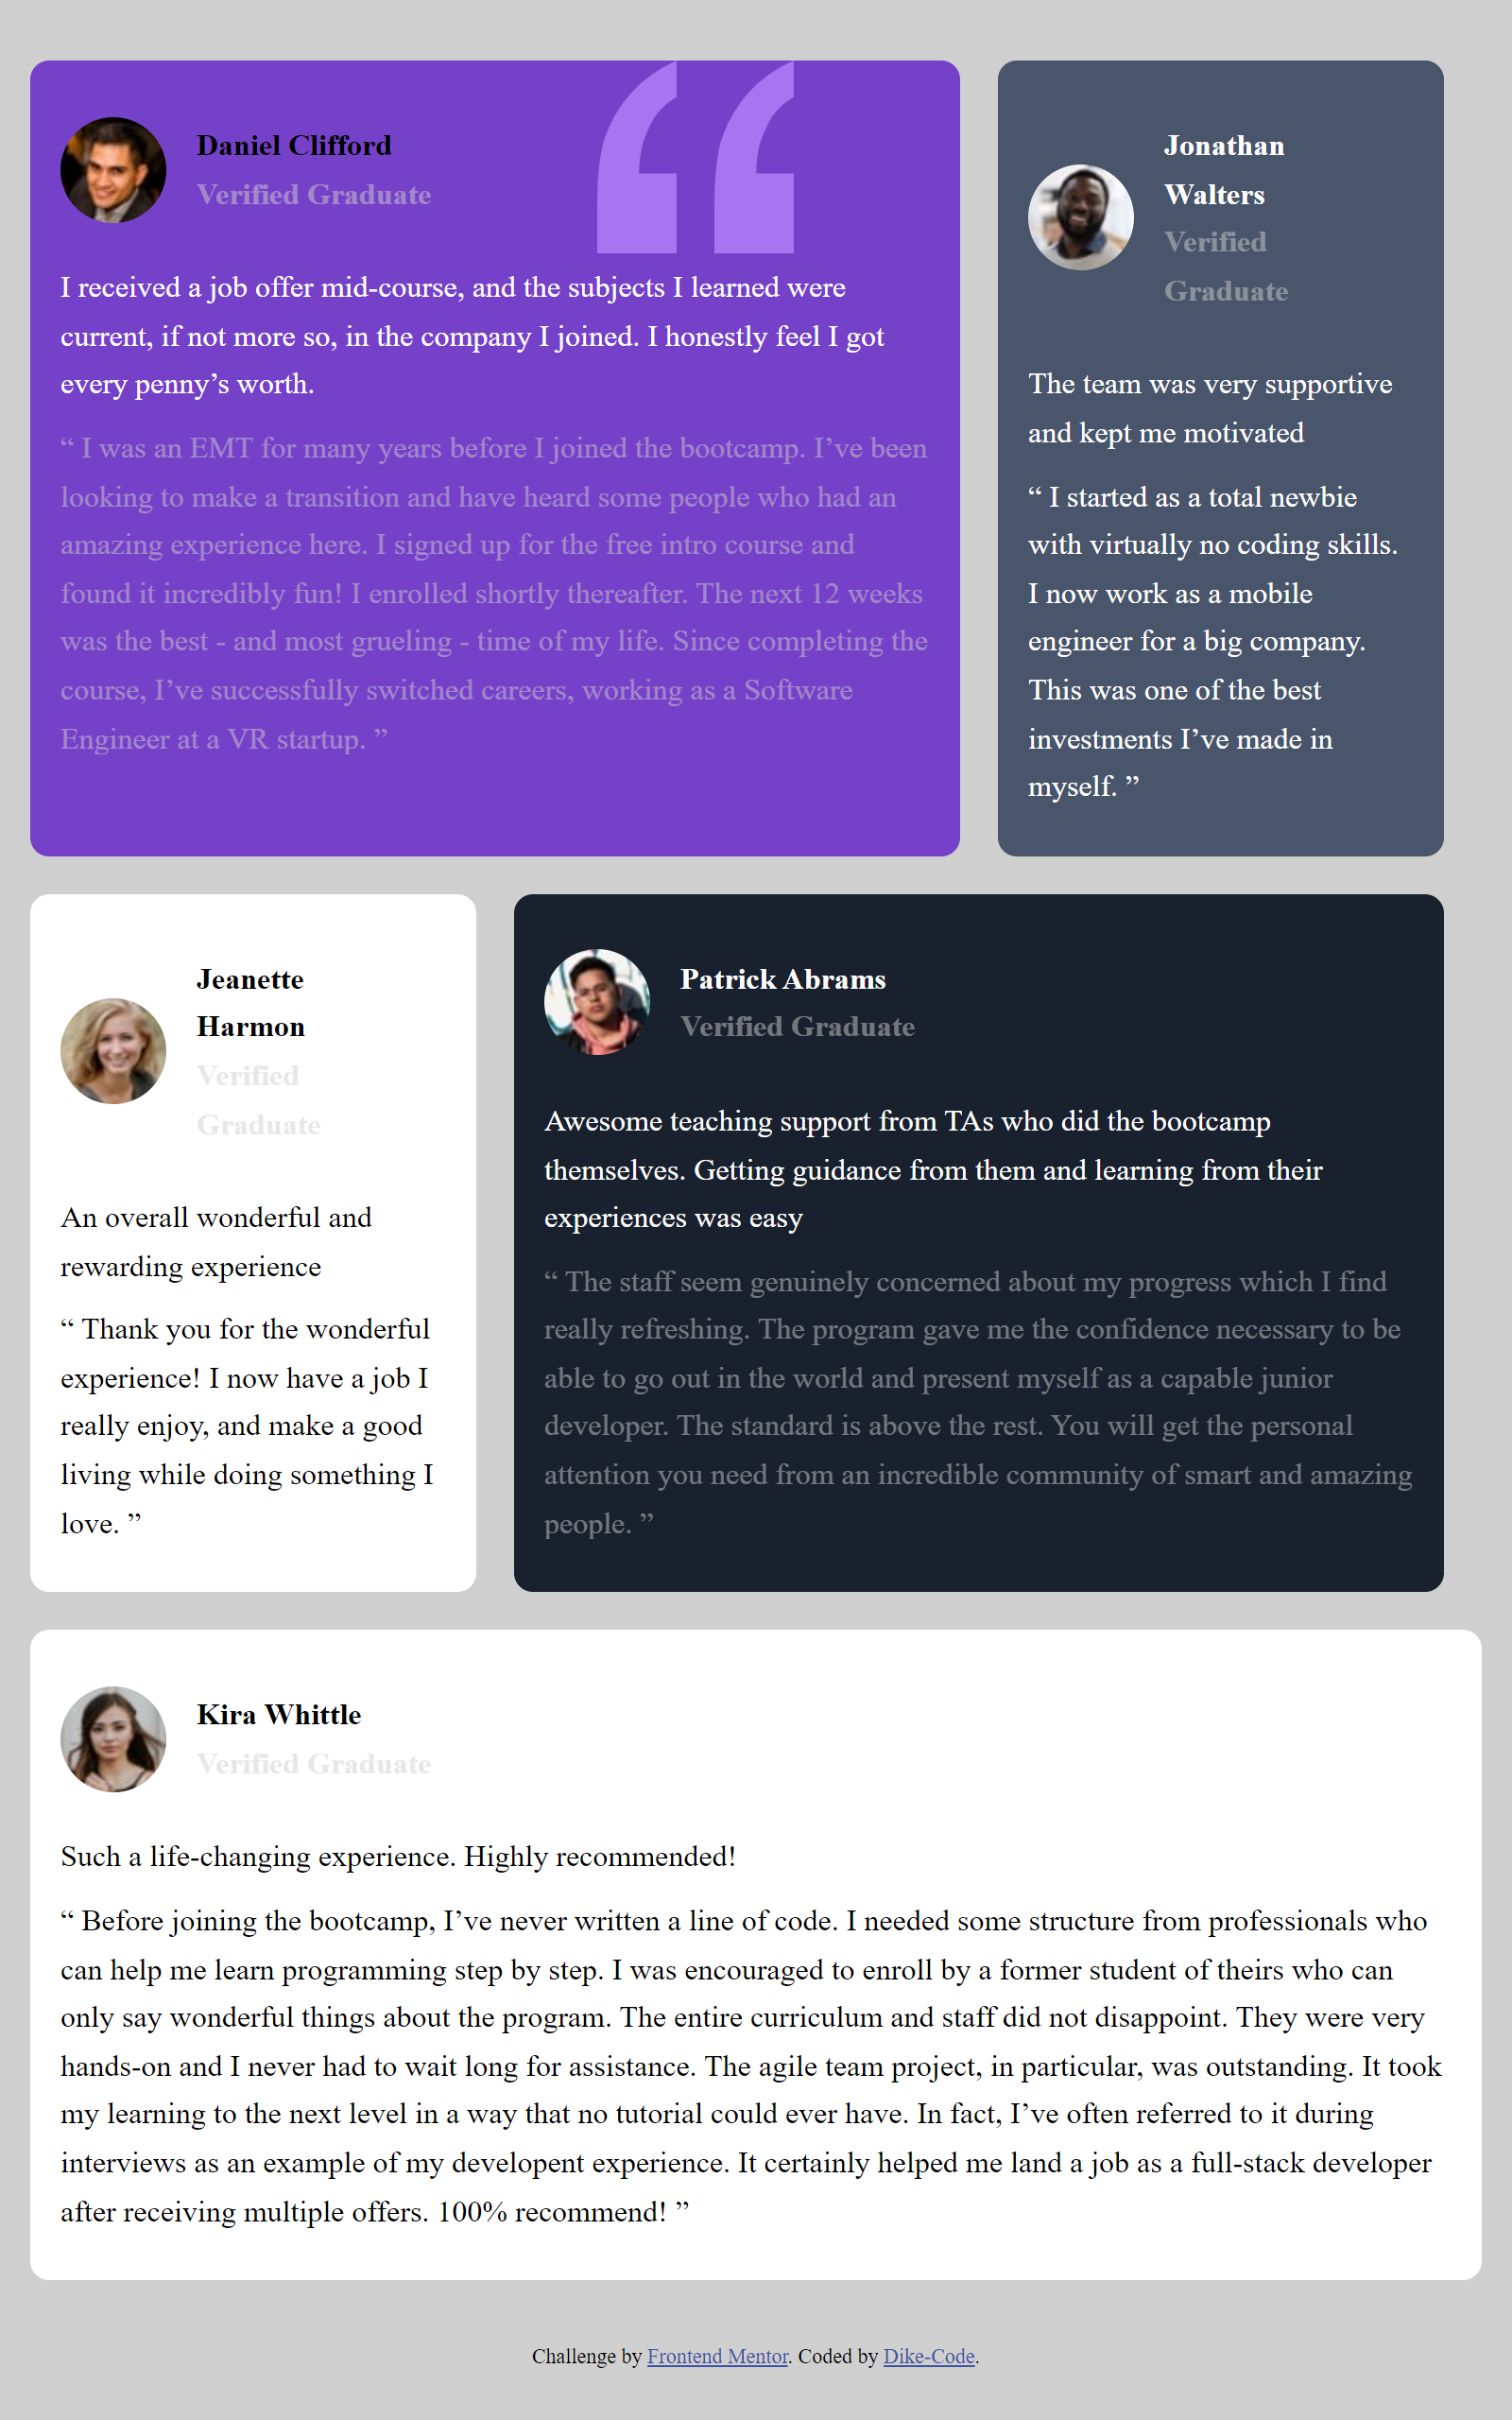 Daniel Clifford
Verified Graduate
I received a job offer mid-course, and the subjects I learned were
current, if not more so, in the company I joined. I honestly feel I got
every penny’s worth.
“ I was an EMT for many years before I joined the bootcamp. I’ve been
looking to make a transition and have heard some people who had an
amazing experience here. I signed up for the free intro course and
found it incredibly fun! I enrolled shortly thereafter. The next 12 weeks
was the best - and most grueling - time of my life. Since completing the
course, I’ve successfully switched careers, working as a Software
Engineer at a VR startup. ”
Jonathan
Walters
Verified
Graduate
The team was very supportive
and kept me motivated
“ I started as a total newbie
with virtually no coding skills.
I now work as a mobile
engineer for a big company.
This was one of the best
investments I’ve made in
myself. ”
Jeanette
Harmon
Verified
Graduate
An overall wonderful and
rewarding experience
“ Thank you for the wonderful
experience! I now have a job I
really enjoy, and make a good
living while doing something I
love. ”
Patrick Abrams
Verified Graduate
Awesome teaching support from TAs who did the bootcamp
themselves. Getting guidance from them and learning from their
experiences was easy
“ The staff seem genuinely concerned about my progress which I find
really refreshing. The program gave me the confidence necessary to be
able to go out in the world and present myself as a capable junior
developer. The standard is above the rest. You will get the personal
attention you need from an incredible community of smart and amazing
people. ”
Kira Whittle
Verified Graduate
Such a life-changing experience. Highly recommended!
“ Before joining the bootcamp, I’ve never written a line of code. I needed some structure from professionals who
can help me learn programming step by step. I was encouraged to enroll by a former student of theirs who can
only say wonderful things about the program. The entire curriculum and staff did not disappoint. They were very
hands-on and I never had to wait long for assistance. The agile team project, in particular, was outstanding. It took
my learning to the next level in a way that no tutorial could ever have. In fact, I’ve often referred to it during
interviews as an example of my developent experience. It certainly helped me land a job as a full-stack developer
after receiving multiple offers. 100% recommend! ”
Challenge by Frontend Mentor. Coded by Dike-Code.